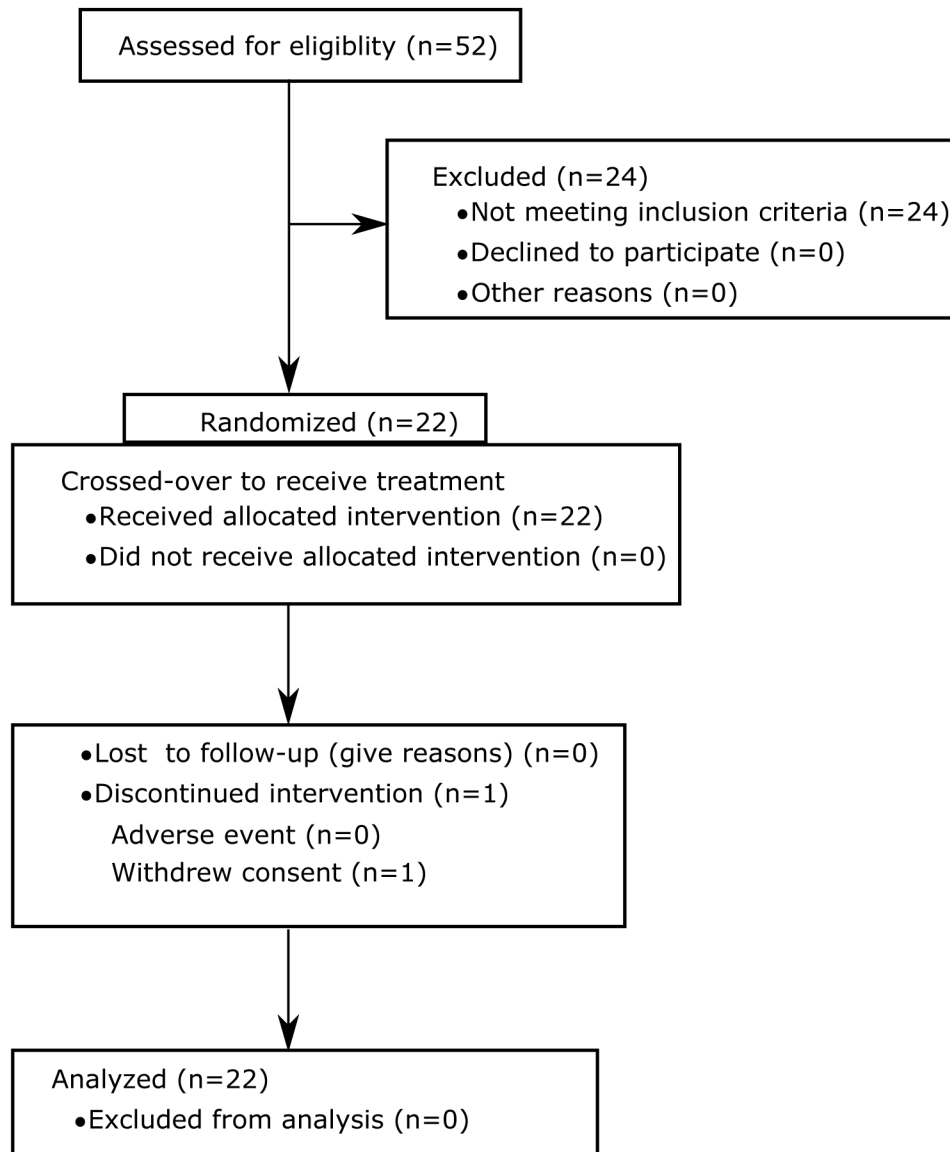 Assessed for eligiblity (n=52)
Excluded (n=24)
•Not meeting inclusion criteria (n=24)
•Declined to participate (n=0)
•Other reasons (n=0)
Randomized (n=22)
Crossed-over to receive treatment
•Received allocated intervention (n=22)
•Did not receive allocated intervention (n=0)
•Lost  to follow-up (give reasons) (n=0)
•Discontinued intervention (n=1)
Adverse event (n=0)
Withdrew consent (n=1)
Analyzed (n=22)
•Excluded from analysis (n=0)